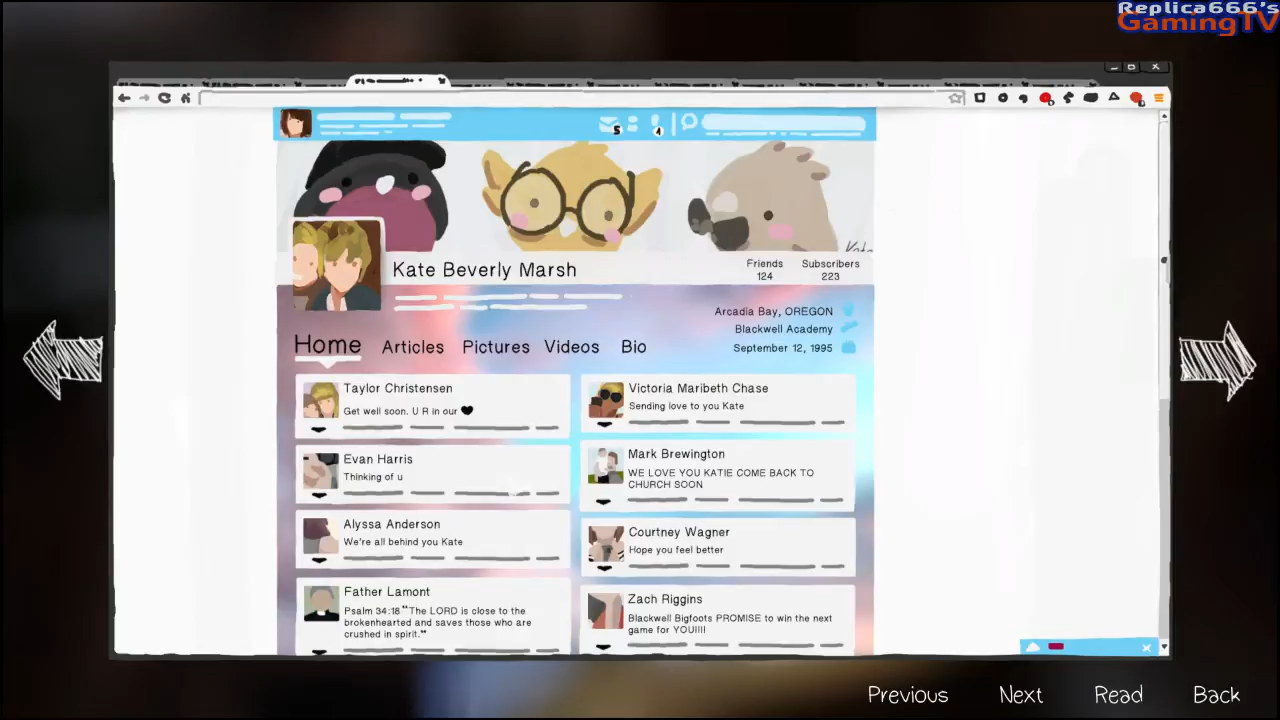 Replica666's
GamingTV
5
4
Kate
Kate Beverly Marsh
Friends
124
Subscribers
223
Arcadia Bay, OREGON
Blackwell Academy
September 12, 1995
Home Articles Pictures Videos Bio
Taylor Christensen
Get well soon. U R in our
Evan Harris
Thinking of u
Alyssa Anderson
We're all behind you Kate
Father Lamont
Psalm 34:18 "The LORD is close to the
brokenhearted and saves those who are
crushed in spirit."
Victoria Maribeth Chase
Sending love to you Kate
Mark Brewington
WE LOVE YOU KATIE COME BACK TO
CHURCH SOON
Courtney Wagner
Hope you feel better
Zach Riggins
Blackwell Bigfoots PROMISE to win the next
game for YOU!!!!
Previous Next Read Back